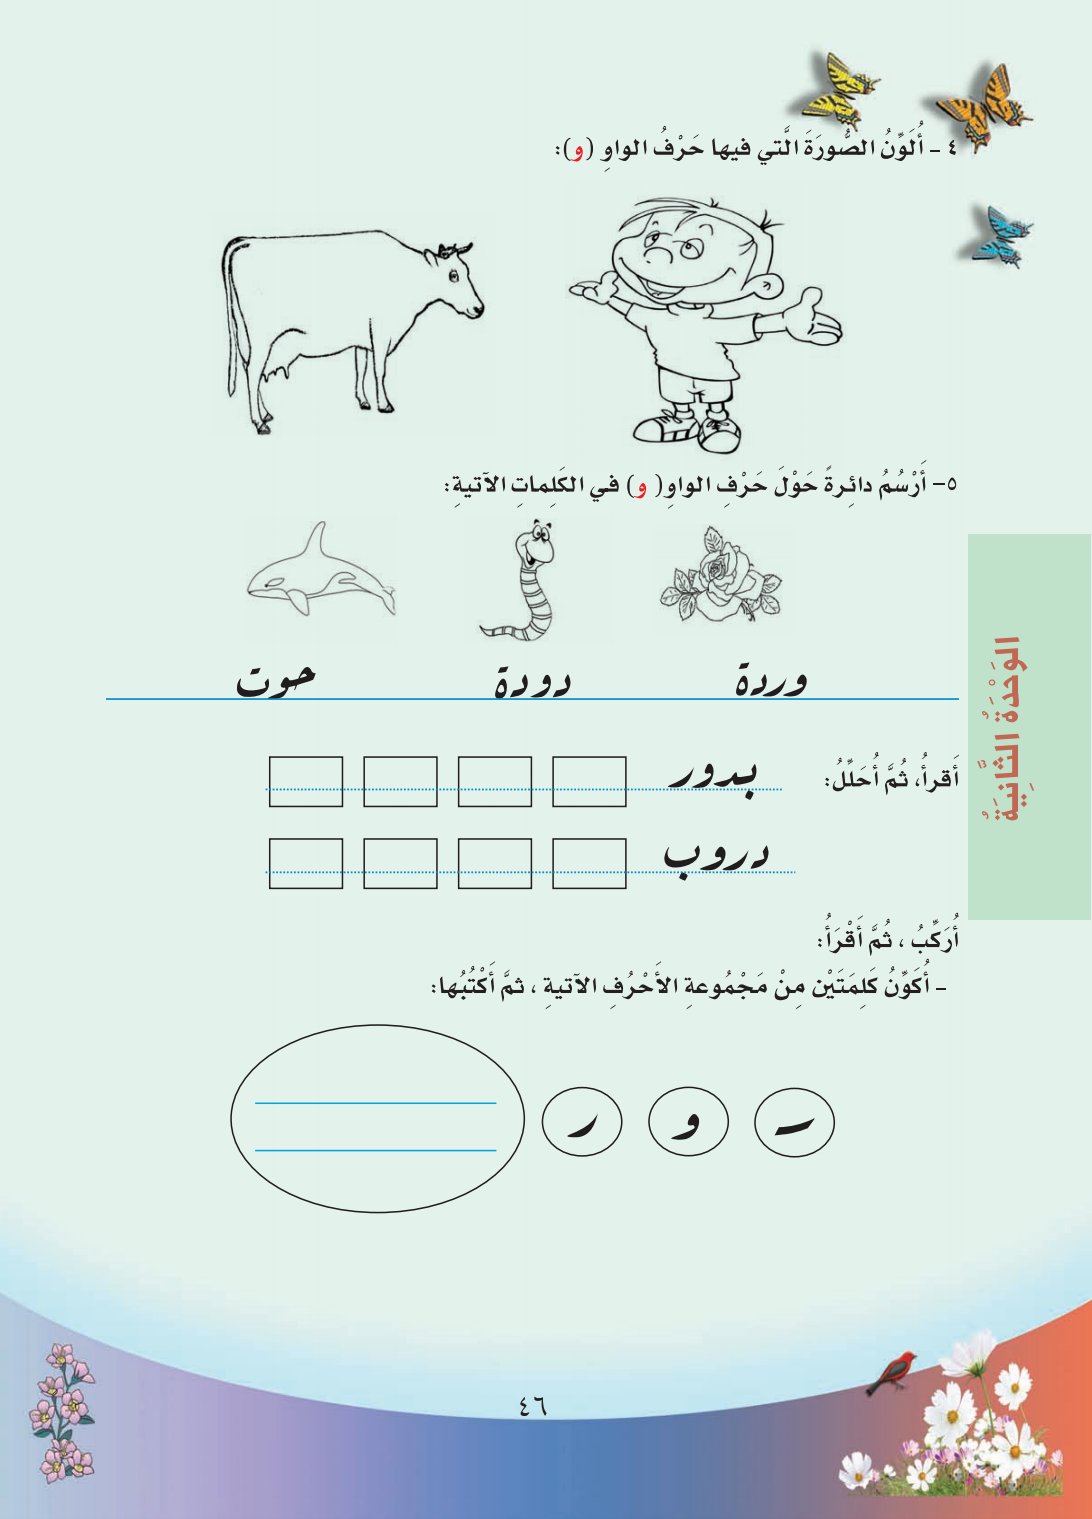 ٤ - أُلَوِّنُ الصُّورَةَ الَّتي فيها حَرْفُ الواوِ (و):
٥- أَرْسُمُ دائِرةً حَوْلَ حَرْفِ الواوِ( و) في الكَلِماتِ الآتيةِ:
وردة دودة حوت
الوَحْدَةُ الثَّانِيَةُ
أَقرأُ، ثُمَّ أُحَلِّلُ: بدور
دروب
أُرَكِّبُ ، ثُمَّ أَقْرَأُ:
- أُكَوِّنُ كَلِمَتَيْن مِنْ مَجْمُوعةِ الأَحْرُفِ الآتيةِ ، ثمَّ أَكْتُبُها:
و ر
٤٦